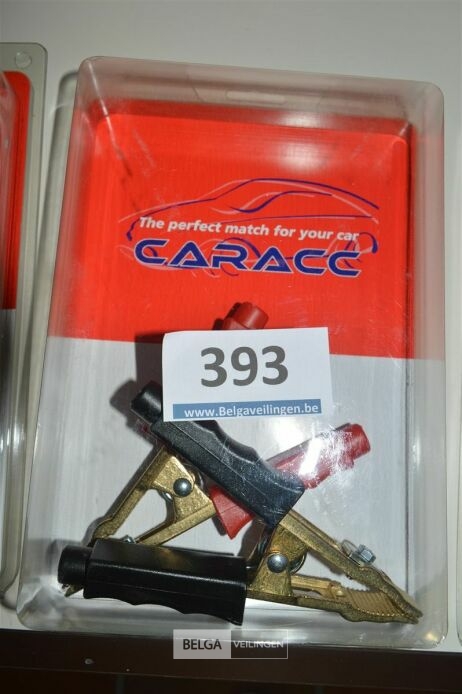 The perfect match for your car
CARACC
393
www.Belgaveilingen.be
BELGA VEILINGEN